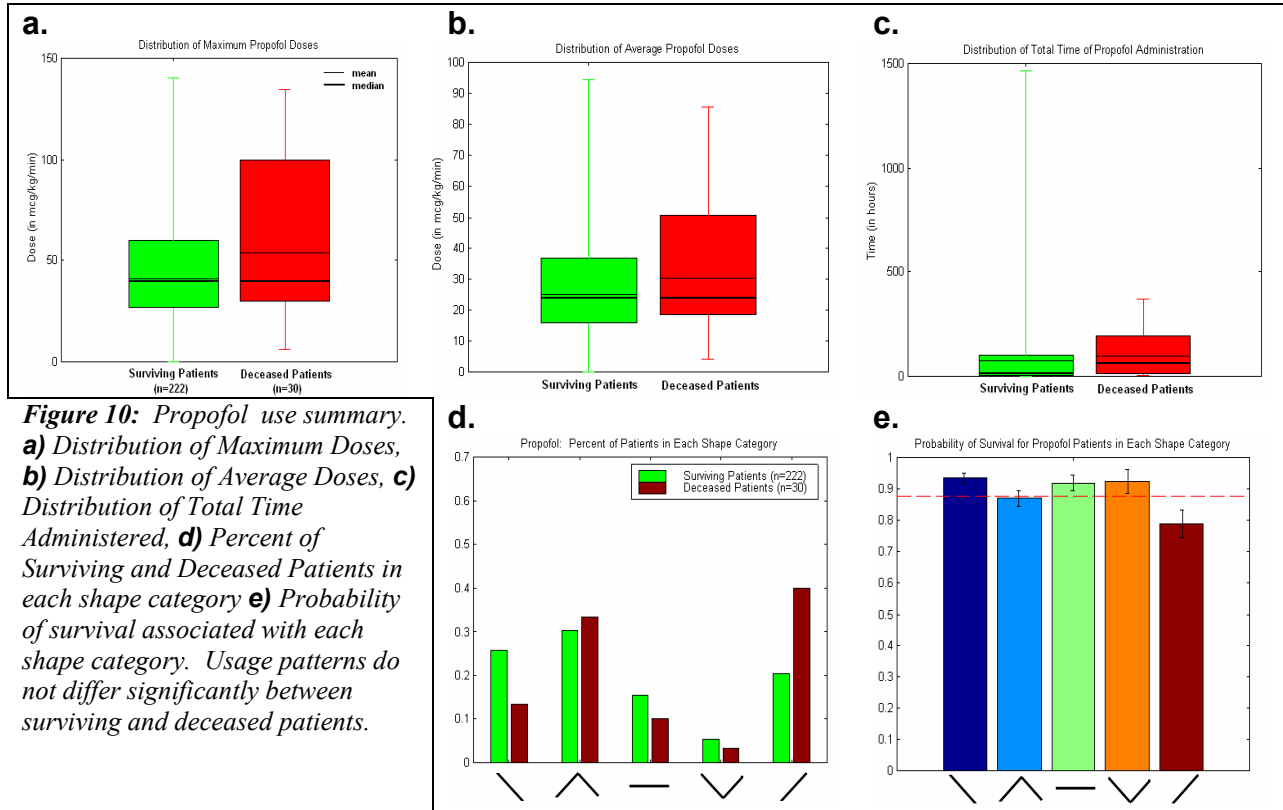 a.
Distribution of Maximum Propofol Doses
150
100
50
0
Dose (in mcg/kg/min)
mean
median
Surviving Patients
(n=222)
Deceased Patients
(n=30)
b.
Distribution of Average Propofol Doses
100
90
80
70
60
50
40
30
20
10
0
Dose (in mcg/kg/min)
Surviving Patients
Deceased Patients
c.
Distribution of Total Time of Propofol Administration
1500
1000
500
0
Time (in hours)
Surviving Patients
Deceased Patients
Figure 10: Propofol use summary.
a) Distribution of Maximum Doses,
b) Distribution of Average Doses, c)
Distribution of Total Time
Administered, d) Percent of
Surviving and Deceased Patients in
each shape category e) Probability
of survival associated with each
shape category. Usage patterns do
not differ significantly between
surviving and deceased patients.
d.
Propofol: Percent of Patients in Each Shape Category
0.7
0.6
0.5
0.4
0.3
0.2
0.1
0
Surviving Patients (n=222)
Deceased Patients (n=30)
e.
Probability of Survival for Propofol Patients in Each Shape Category
1
0.9
0.8
0.7
0.6
0.5
0.4
0.3
0.2
0.1
0